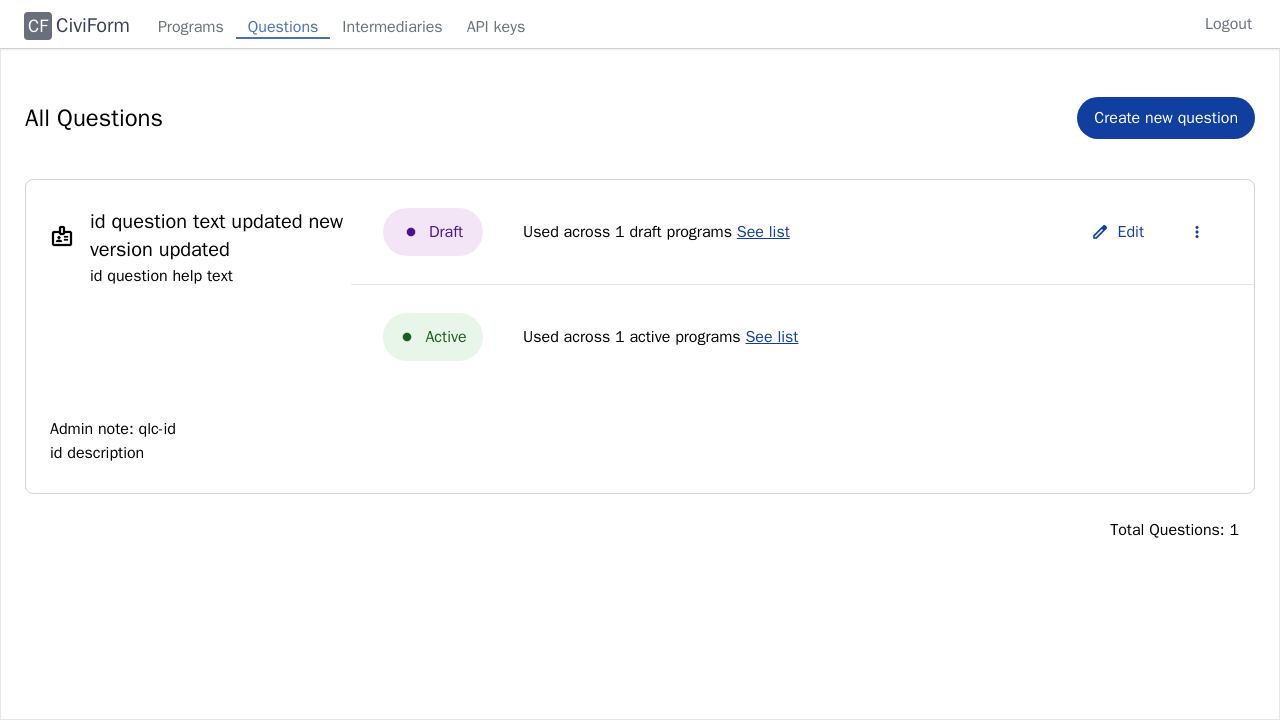 CF CiviForm Programs Questions Intermediaries API keys Logout
All Questions Create new question
id question text updated new
version updated
id question help text
Draft Used across 1 draft programs See list Edit
Active Used across 1 active programs See list
Admin note: qlc-id
id description
Total Questions: 1